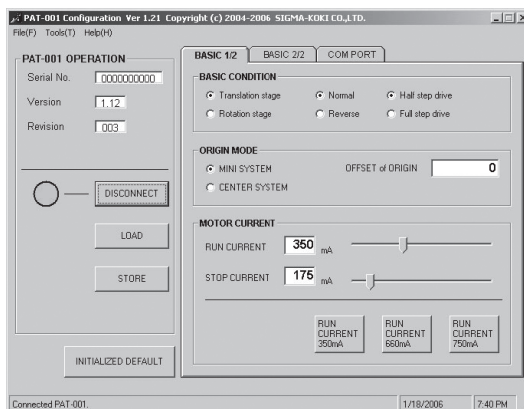 PAT-001 Configuration Ver 1.21 Copyright (c) 2004-2006 SIGMA-KOKI CO.,LTD.
File(F) Tools(T) Help(H)
PAT-001 OPERATION
Serial No. 0000000000
Version 1.12
Revision 003
DISCONNECT
LOAD
STORE
INITIALIZED DEFAULT
BASIC 1/2 BASIC 2/2 COM PORT
BASIC CONDITION
Translation stage Normal Half step drive
Rotation stage Reverse Full step drive
ORIGIN MODE
MINI SYSTEM OFFSET of ORIGIN 0
CENTER SYSTEM
MOTOR CURRENT
RUN CURRENT 350 mA
STOP CURRENT 175 mA
RUN CURRENT 350mA
RUN CURRENT 660mA
RUN CURRENT 750mA
Connected PAT-001. 1/18/2006 7:40 PM